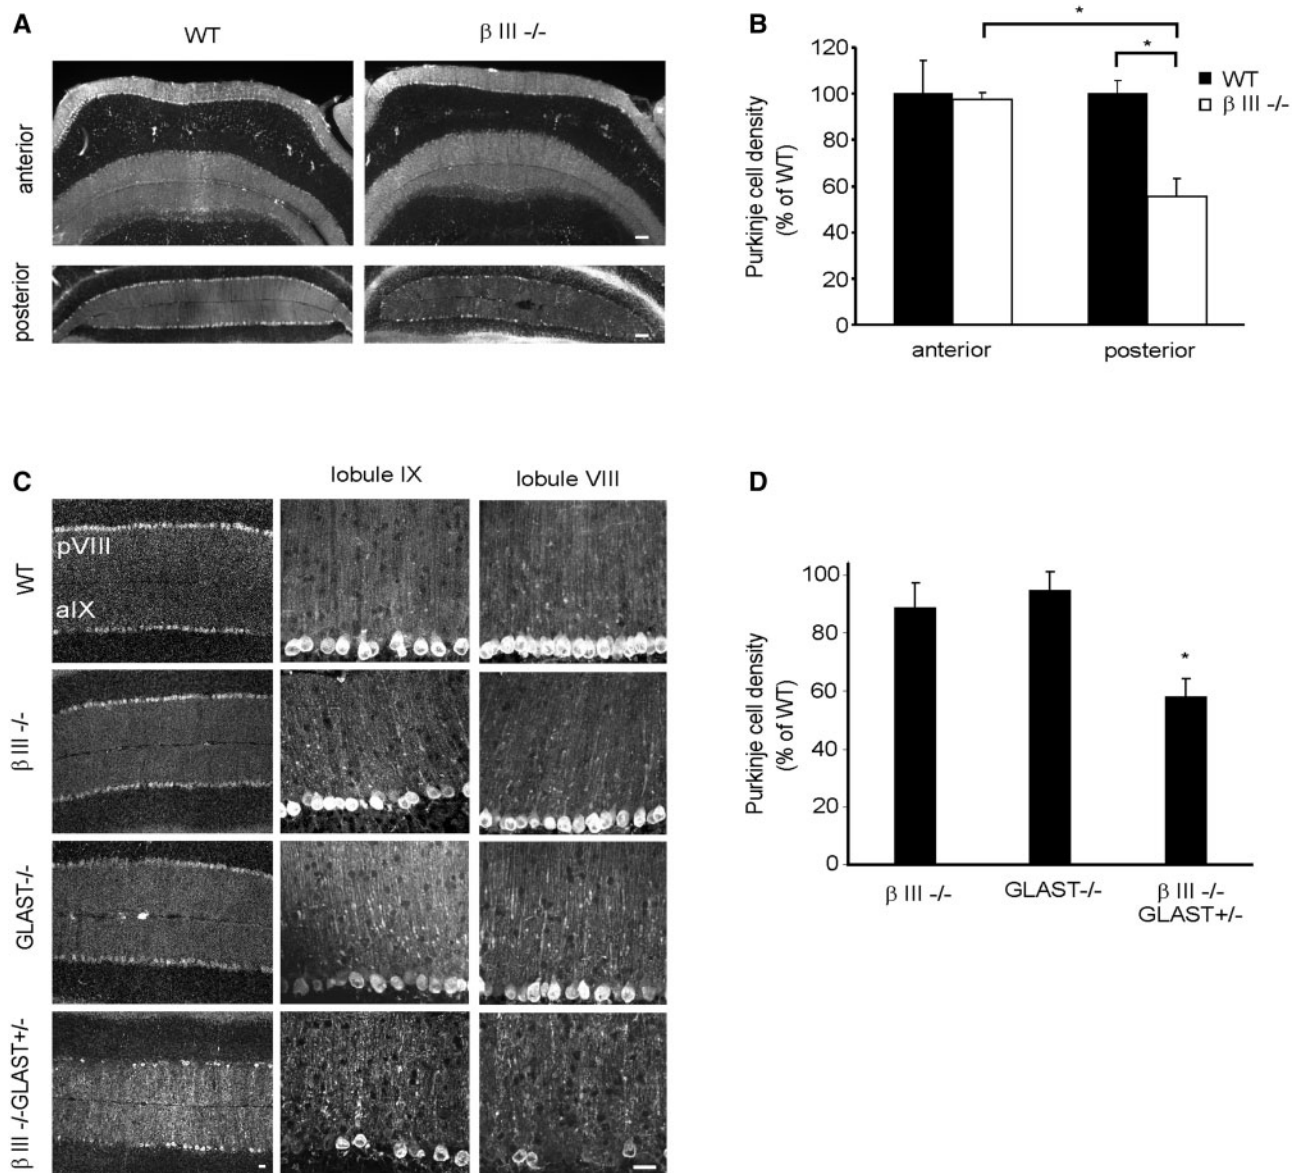 A
WT
β III -/-
anterior
posterior
B
*
*
120
100
80
60
40
20
0
Purkinje cell density
(% of WT)
WT
β III -/-
anterior
posterior
C
lobule IX
lobule VIII
WT
pVIII
aIX
β III -/-
GLAST-/-
β III -/-GLAST+/-
D
100
80
60
40
20
0
Purkinje cell density
(% of WT)
*
β III -/-
GLAST-/-
β III -/-
GLAST+/-